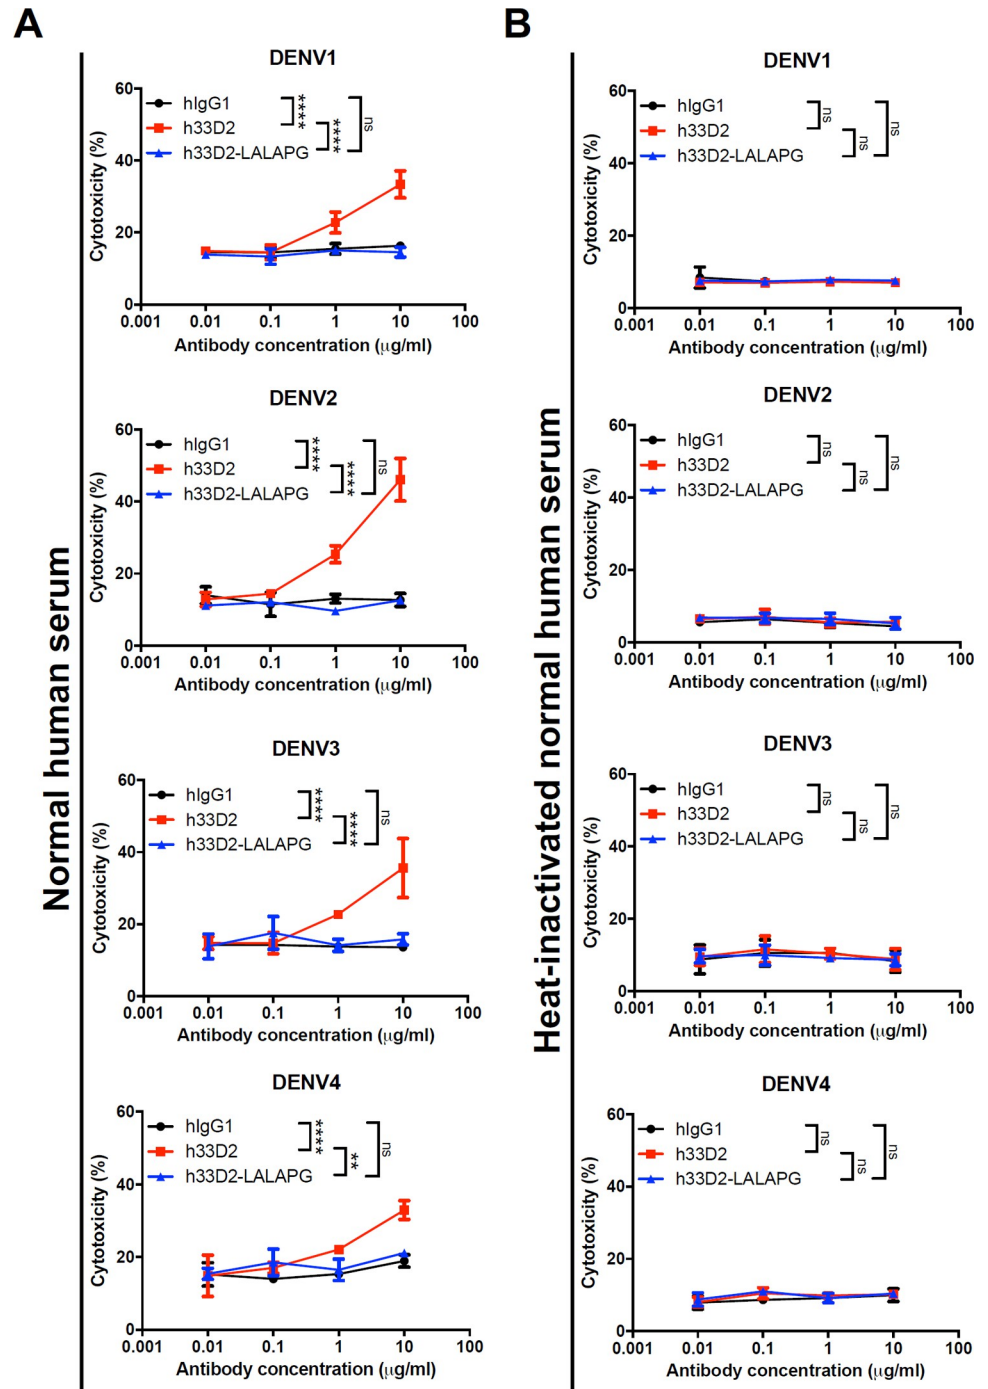 A
Normal human serum
DENV1
hIgG1
h33D2
h33D2-LALAPG
****
****
ns
Cytotoxicity (%)
60
40
20
0
0.001 0.01 0.1 1 10 100
Antibody concentration (μg/ml)
DENV2
hIgG1
h33D2
h33D2-LALAPG
****
****
ns
Cytotoxicity (%)
60
40
20
0
0.001 0.01 0.1 1 10 100
Antibody concentration (μg/ml)
DENV3
hIgG1
h33D2
h33D2-LALAPG
****
****
ns
Cytotoxicity (%)
60
40
20
0
0.001 0.01 0.1 1 10 100
Antibody concentration (μg/ml)
DENV4
hIgG1
h33D2
h33D2-LALAPG
****
**
ns
Cytotoxicity (%)
60
40
20
0
0.001 0.01 0.1 1 10 100
Antibody concentration (μg/ml)
B
Heat-inactivated normal human serum
DENV1
hIgG1
h33D2
h33D2-LALAPG
ns
ns
ns
Cytotoxicity (%)
60
40
20
0
0.001 0.01 0.1 1 10 100
Antibody concentration (μg/ml)
DENV2
hIgG1
h33D2
h33D2-LALAPG
ns
ns
ns
Cytotoxicity (%)
60
40
20
0
0.001 0.01 0.1 1 10 100
Antibody concentration (μg/ml)
DENV3
hIgG1
h33D2
h33D2-LALAPG
ns
ns
ns
Cytotoxicity (%)
60
40
20
0
0.001 0.01 0.1 1 10 100
Antibody concentration (μg/ml)
DENV4
hIgG1
h33D2
h33D2-LALAPG
ns
ns
ns
Cytotoxicity (%)
60
40
20
0
0.001 0.01 0.1 1 10 100
Antibody concentration (μg/ml)